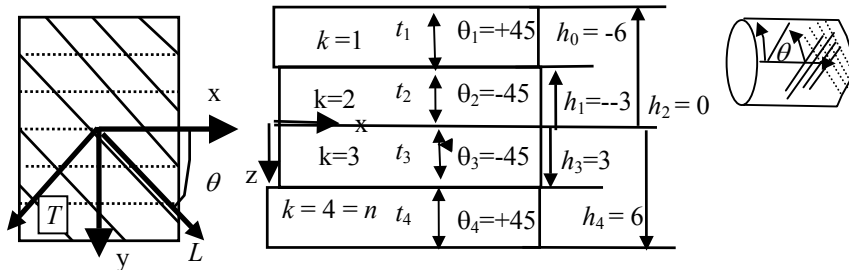 x
θ
T
y
L
k =1
t₁
θ₁=+45
h₀ = -6
k=2
t₂
θ₂=-45
h₁=--3
h₂ = 0
x
k=3
t₃
θ₃=-45
h₃=3
z
k = 4 = n
t₄
θ₄=+45
h₄= 6
θ